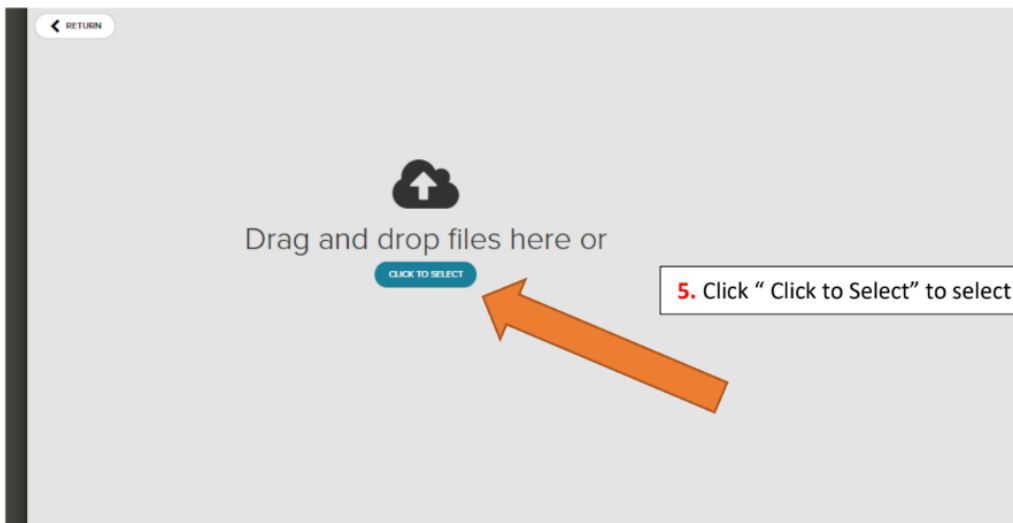 RETURN
Drag and drop files here or
CLICK TO SELECT
5. Click “ Click to Select” to select